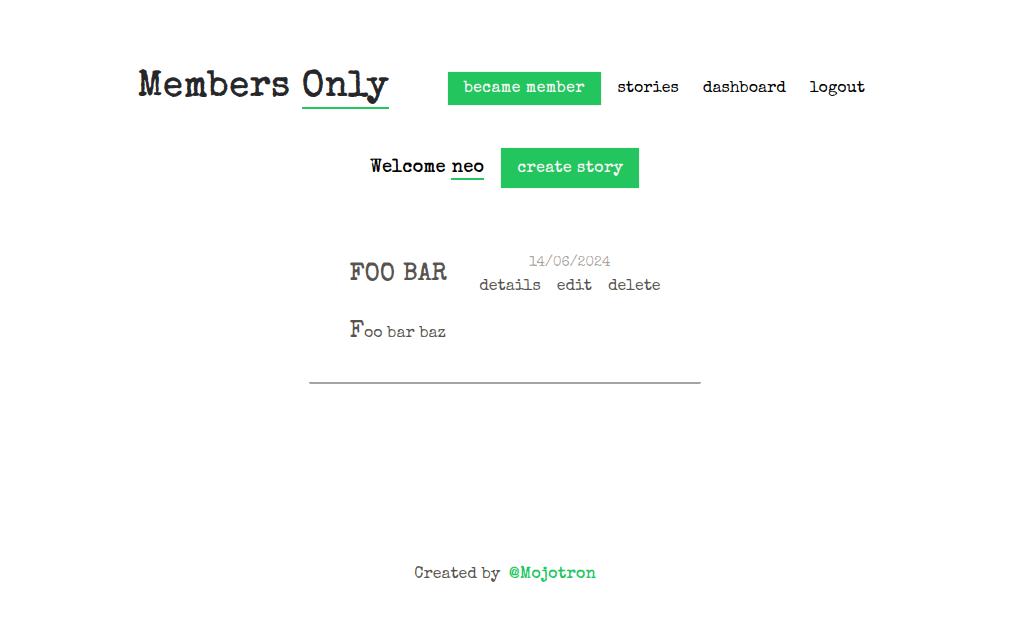 Members Only
became member stories dashboard logout
Welcome neo create story
FOO BAR
14/06/2024
details edit delete
Foo bar baz
Created by @Mojotron